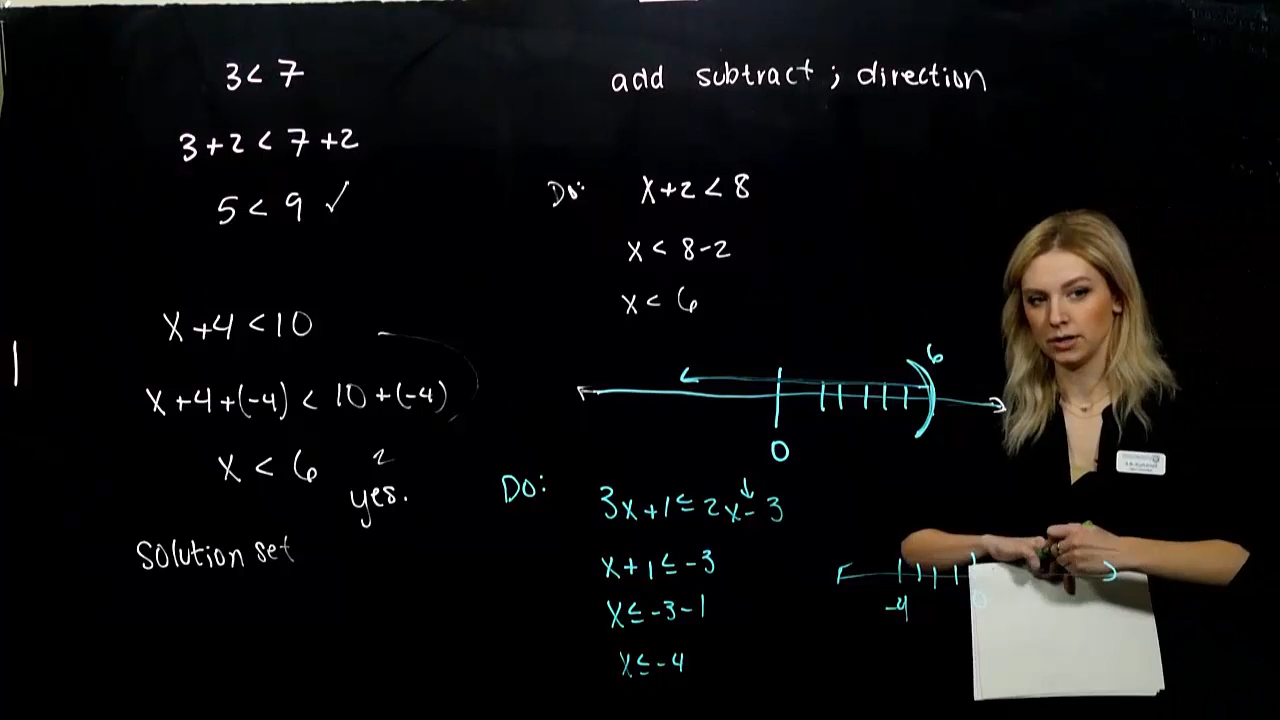 3 < 7
3 + 2 < 7 + 2
5 < 9 ✓
x + 4 < 10
x + 4 + (-4) < 10 + (-4)
x < 6 2
yes.
Solution set
add subtract ; direction
Do: x + 2 < 8
x < 8 - 2
x < 6
6
0
Do: 3x + 1 ≤ 2x - 3
x + 1 ≤ -3
x ≤ -3 - 1
x ≤ -4
-4 0